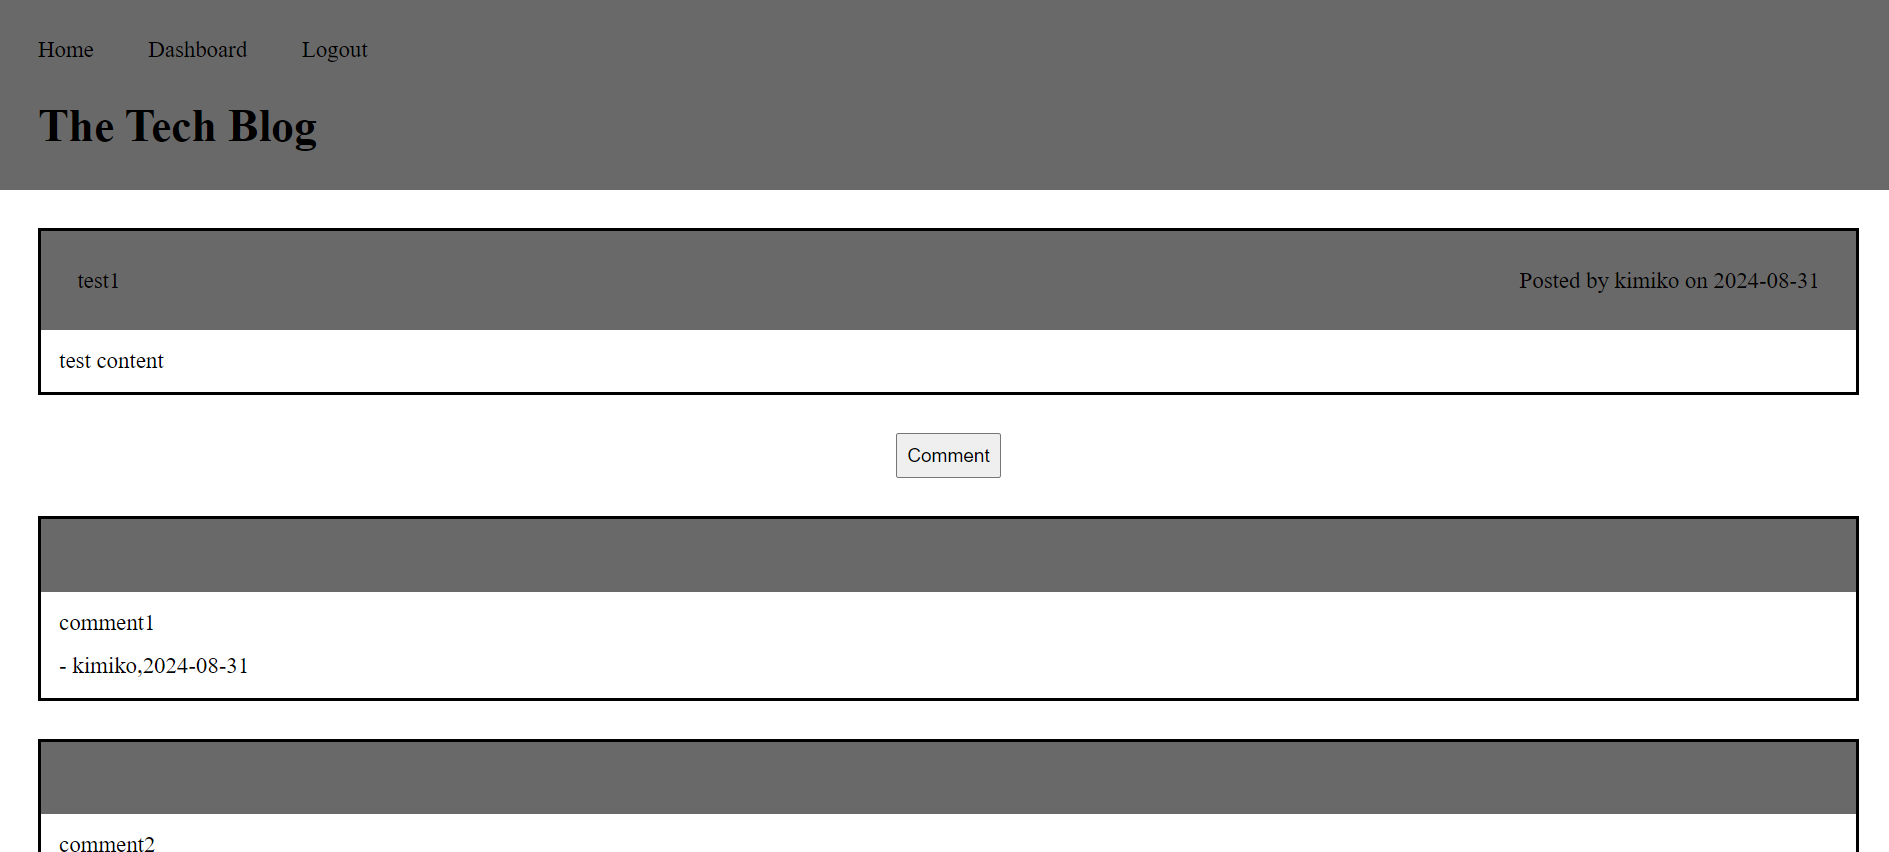 Home Dashboard Logout
The Tech Blog
test1 Posted by kimiko on 2024-08-31
test content
Comment
comment1
- kimiko,2024-08-31
comment2